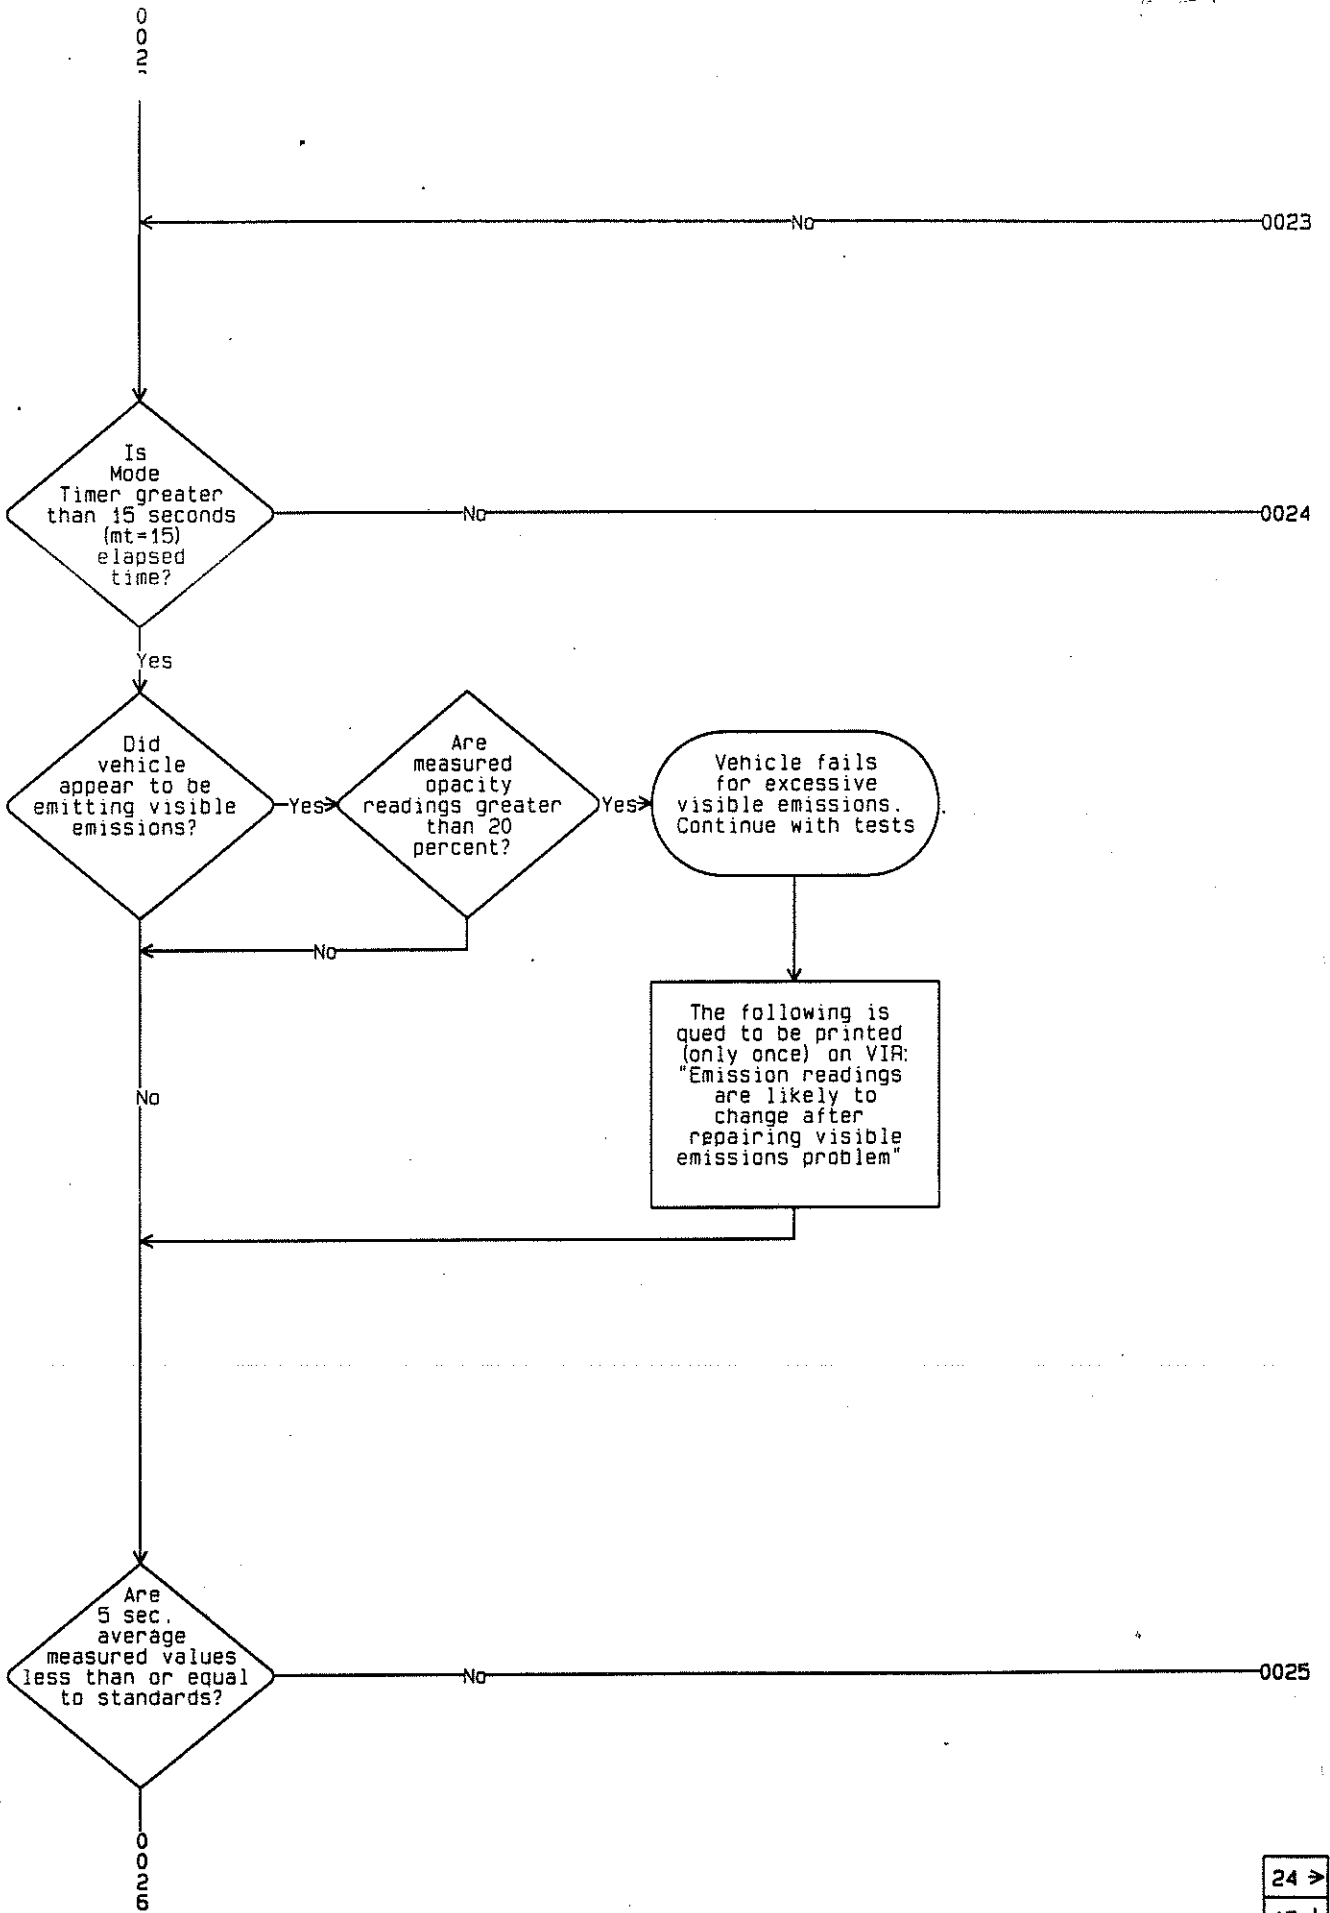 0
0
2
No
0023
Is
Mode
Timer greater
than 15 seconds
(mt=15)
elapsed
time?
No
0024
Yes
Did
vehicle
appear to be
emitting visible
emissions?
Yes
Are
measured
opacity
readings greater
than 20
percent?
Yes
Vehicle fails
for excessive
visible emissions.
Continue with tests
No
The following is
qued to be printed
(only once) on VIR:
"Emission readings
are likely to
change after
repairing visible
emissions problem"
No
Are
5 sec.
average
measured values
less than or equal
to standards?
No
0025
0
0
2
6
24 →